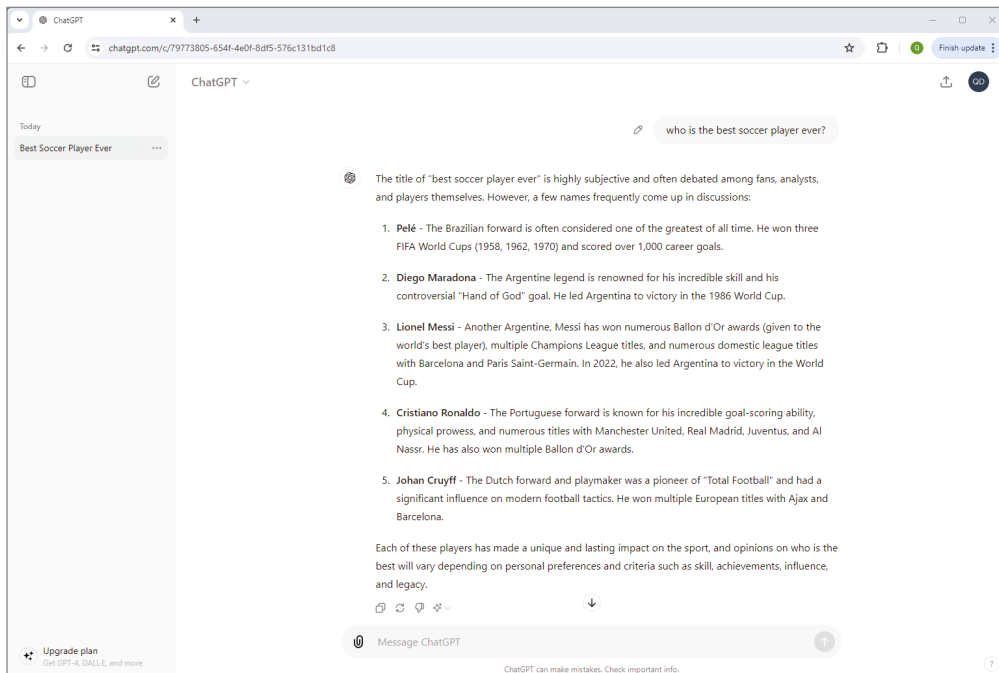 ChatGPT
chatgpt.com/c/79773805-654f-4e0f-8df5-576c131bd1c8
Q
Finish update
ChatGPT
QD
Today
Best Soccer Player Ever
who is the best soccer player ever?
The title of "best soccer player ever" is highly subjective and often debated among fans, analysts,
and players themselves. However, a few names frequently come up in discussions:
1. Pelé - The Brazilian forward is often considered one of the greatest of all time. He won three
FIFA World Cups (1958, 1962, 1970) and scored over 1,000 career goals.
2. Diego Maradona - The Argentine legend is renowned for his incredible skill and his
controversial "Hand of God" goal. He led Argentina to victory in the 1986 World Cup.
3. Lionel Messi - Another Argentine, Messi has won numerous Ballon d'Or awards (given to the
world's best player), multiple Champions League titles, and numerous domestic league titles
with Barcelona and Paris Saint-Germain. In 2022, he also led Argentina to victory in the World
Cup.
4. Cristiano Ronaldo - The Portuguese forward is known for his incredible goal-scoring ability,
physical prowess, and numerous titles with Manchester United, Real Madrid, Juventus, and Al
Nassr. He has also won multiple Ballon d'Or awards.
5. Johan Cruyff - The Dutch forward and playmaker was a pioneer of "Total Football" and had a
significant influence on modern football tactics. He won multiple European titles with Ajax and
Barcelona.
Each of these players has made a unique and lasting impact on the sport, and opinions on who is the
best will vary depending on personal preferences and criteria such as skill, achievements, influence,
and legacy.
Message ChatGPT
Upgrade plan
Get GPT-4, DALL·E, and more
ChatGPT can make mistakes. Check important info.
?